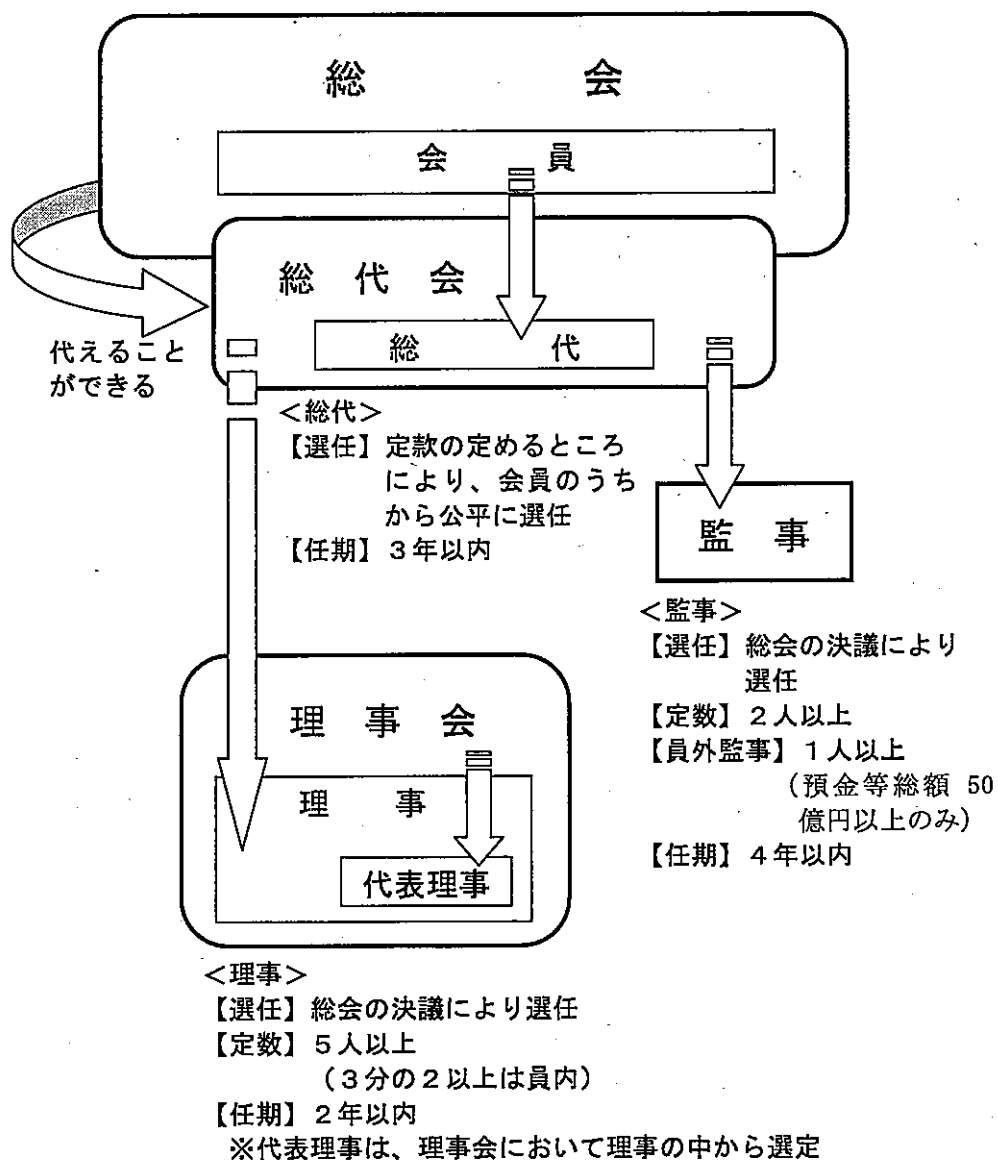 総　会
会　員
総　代　会
総　代
代えること
ができる
＜総代＞
【選任】定款の定めるところ
により、会員のうち
から公平に選任
【任期】３年以内
監　事
＜監事＞
【選任】総会の決議により
選任
【定数】２人以上
【員外監事】１人以上
（預金等総額 50
億円以上のみ）
【任期】４年以内
理　事　会
理　事
代表理事
＜理事＞
【選任】総会の決議により選任
【定数】５人以上
（３分の２以上は員内）
【任期】２年以内
※代表理事は、理事会において理事の中から選定